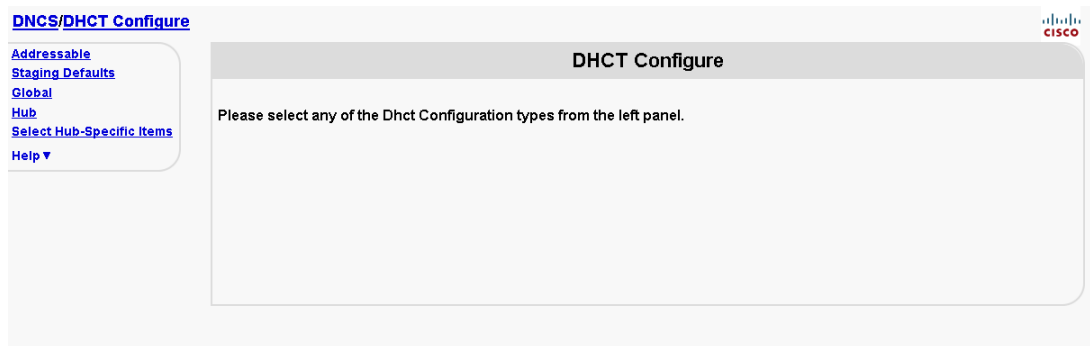 DNCS/DHCT Configure
CISCO
Addressable
Staging Defaults
Global
Hub
Select Hub-Specific Items
Help▼
DHCT Configure
Please select any of the Dhct Configuration types from the left panel.